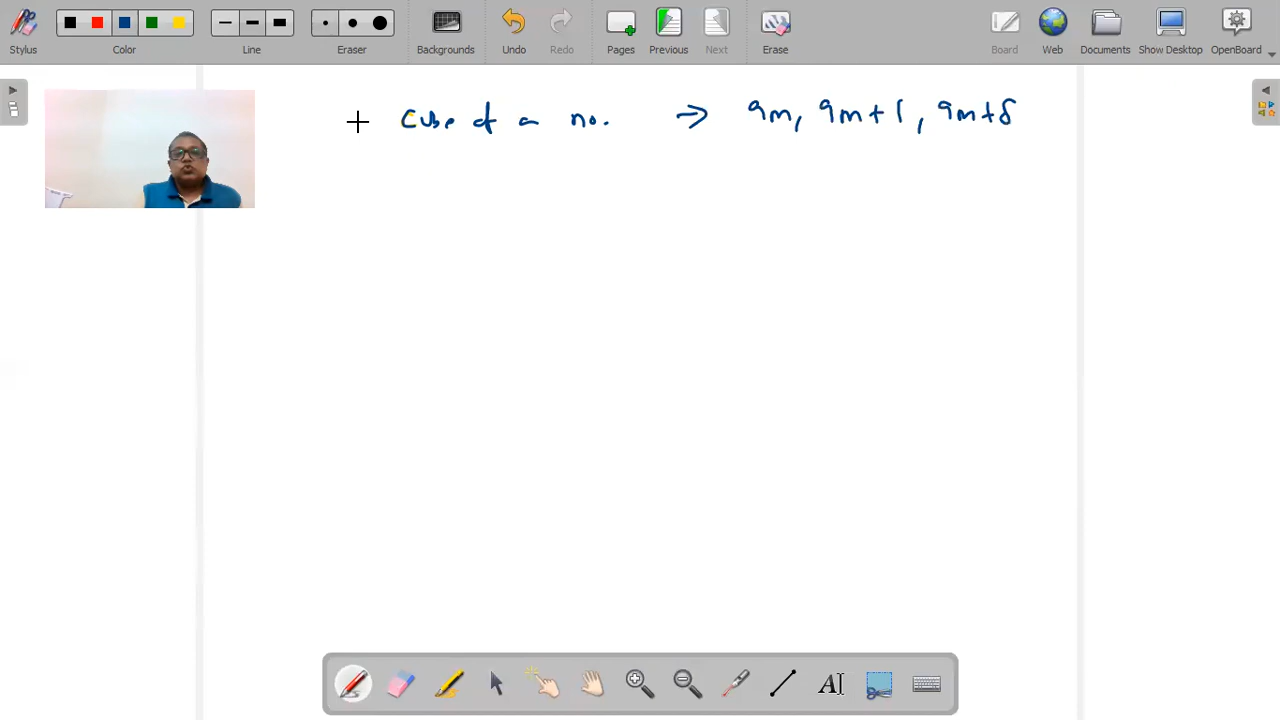 Stylus Color Line Eraser Backgrounds Undo Redo Pages Previous Next Erase Board Web Documents Show Desktop OpenBoard
Cube of a no. → 9m, 9m+1, 9m+8
AI